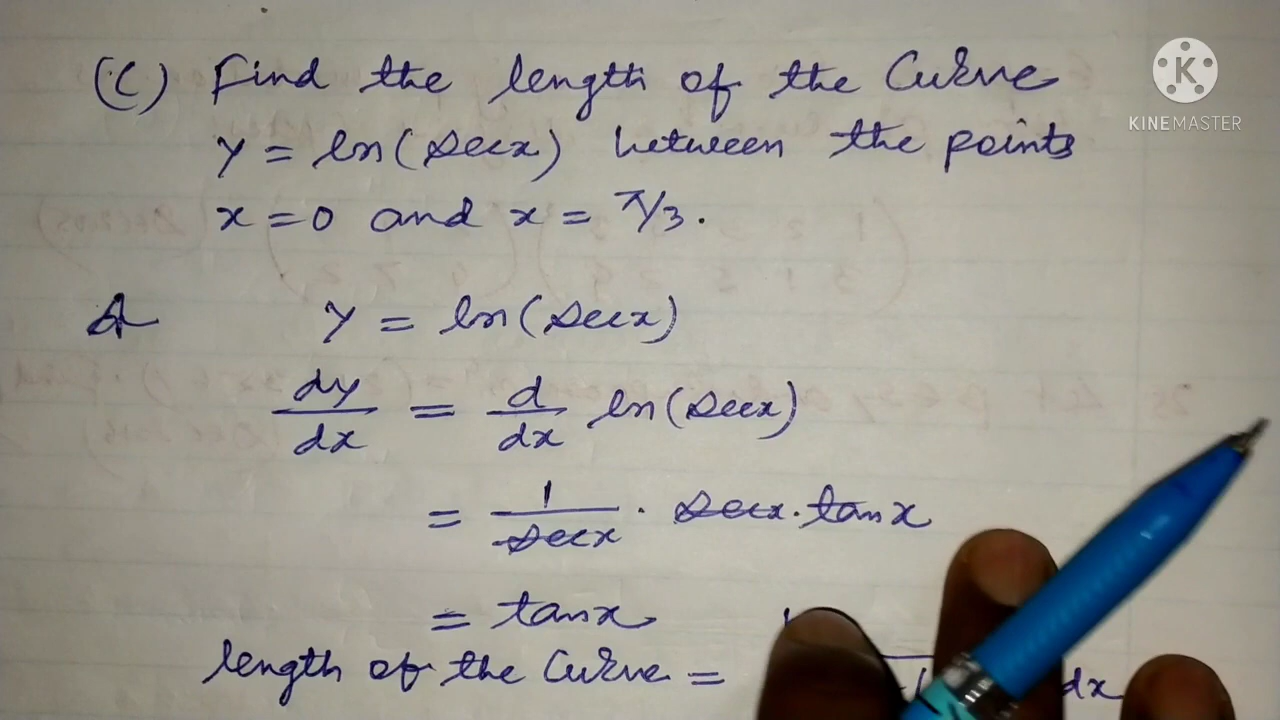 (C) Find the length of the Curve
y = ln(secx) between the points
x=0 and x = π/3.
A y = ln(secx)
dy/dx = d/dx ln(secx)
= 1/secx · secx·tanx
= tanx
length of the Curve = dx
K
KINEMASTER